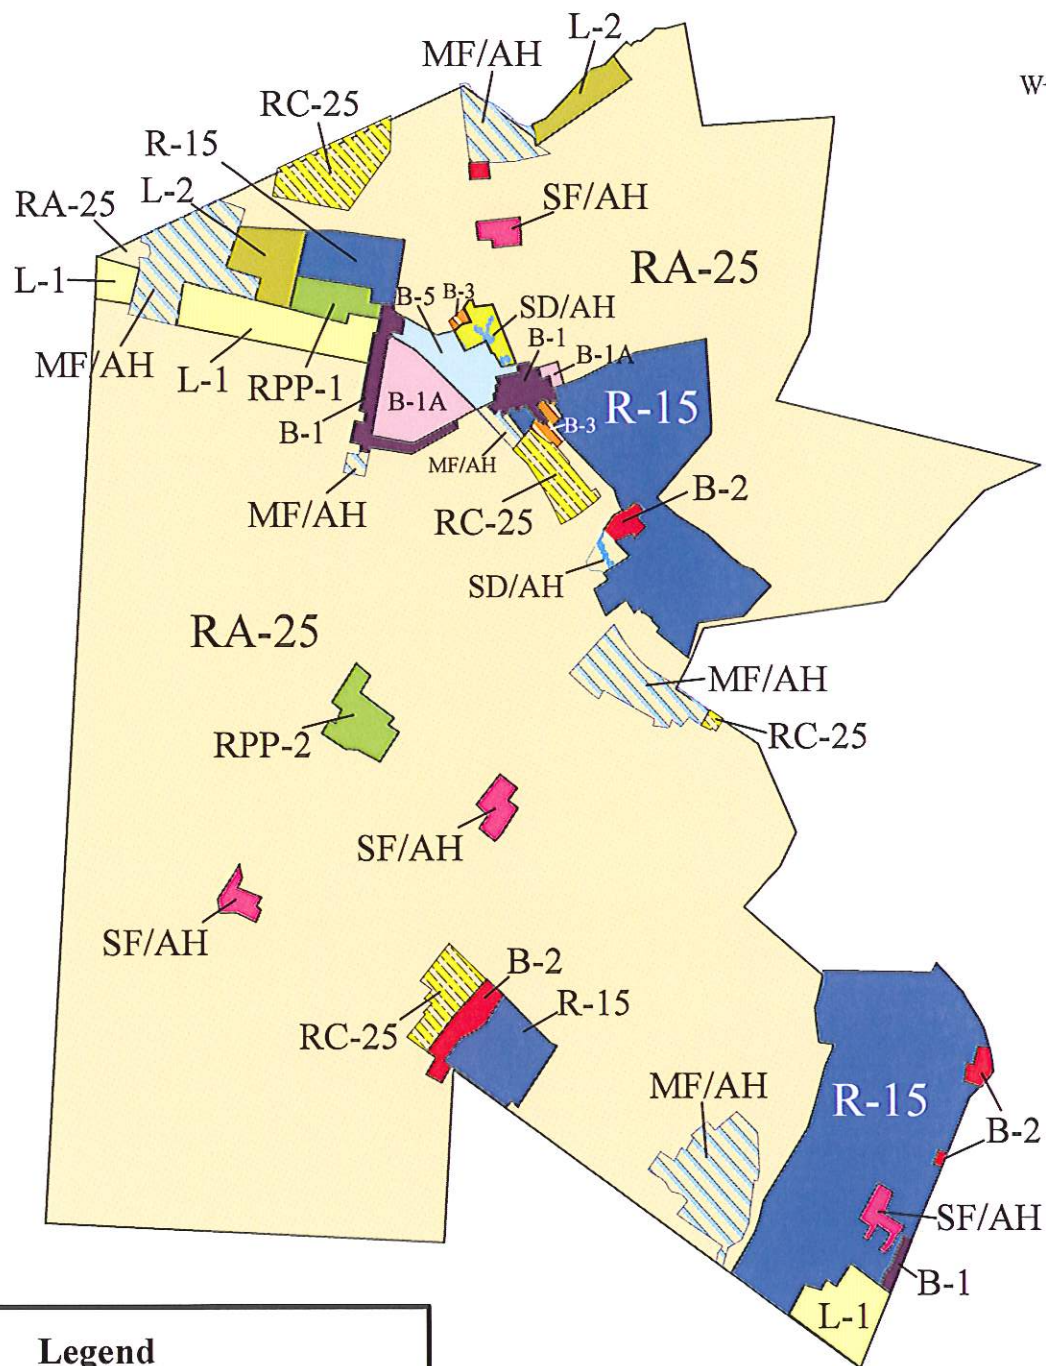 L-2
MF/AH
W-
RC-25
R-15
L-2
SF/AH
RA-25
RA-25
L-1
B-5
B-3
SD/AH
B-1
B-1A
MF/AH
L-1
RPP-1
B-1A
R-15
B-1
B-3
MF/AH
MF/AH
RC-25
B-2
SD/AH
RA-25
MF/AH
RPP-2
RC-25
SF/AH
SF/AH
B-2
R-15
RC-25
MF/AH
R-15
B-2
SF/AH
B-1
L-1
Legend